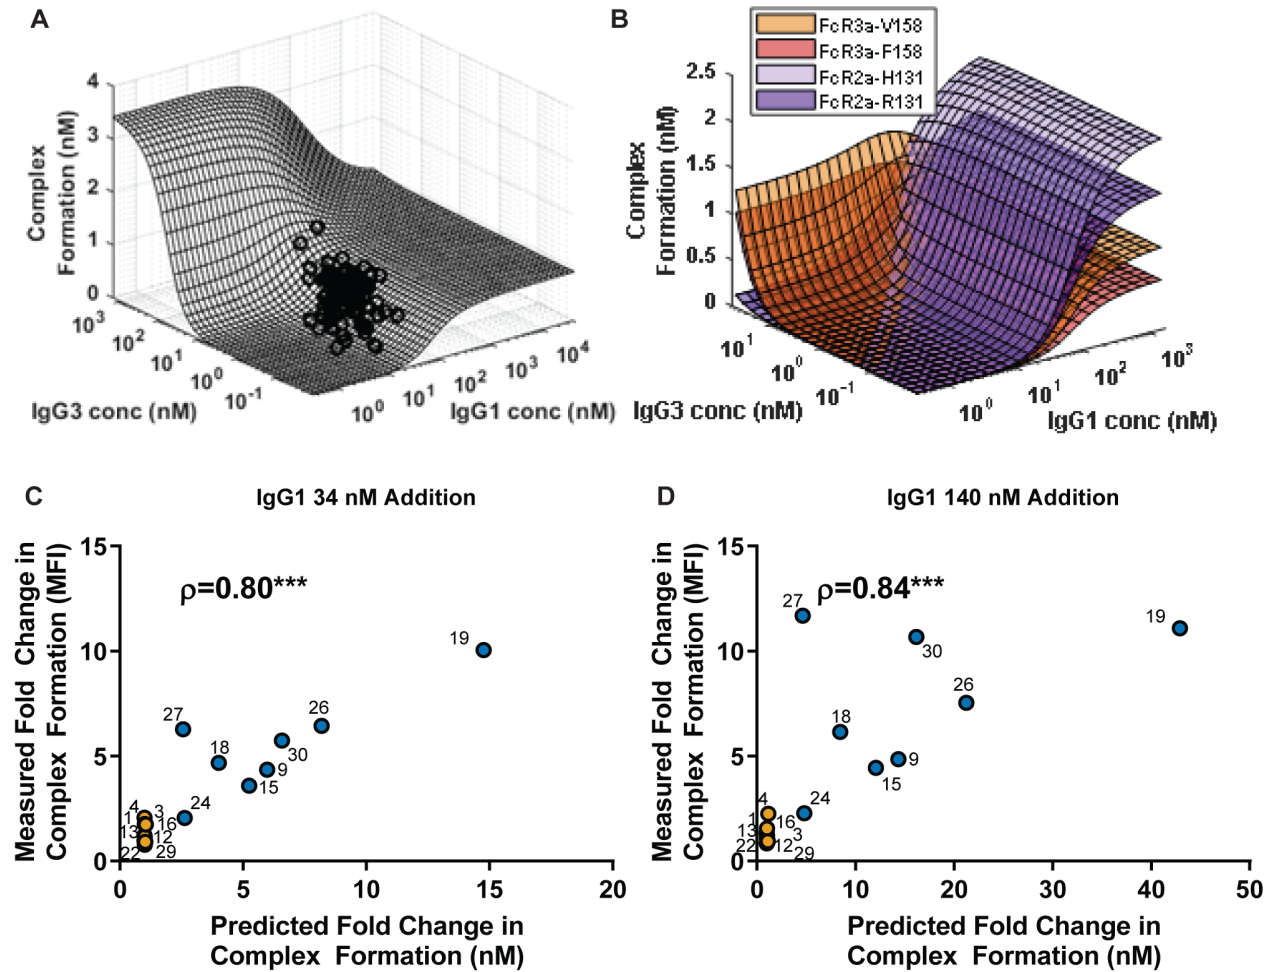 A
Complex
Formation (nM)
4
3
2
1
0
10³
10²
10¹
10⁰
10⁻¹
IgG3 conc (nM)
10⁰
10¹
10²
10³
10⁴
IgG1 conc (nM)
B
FcR3a-V158
FcR3a-F158
FcR2a-H131
FcR2a-R131
Complex
Formation (nM)
2.5
2
1.5
1
0.5
0
10¹
10⁰
10⁻¹
IgG3 conc (nM)
10⁰
10¹
10²
10³
IgG1 conc (nM)
C
IgG1 34 nM Addition
Measured Fold Change in
Complex Formation (MFI)
15
10
5
0
ρ=0.80***
19
27
26
18
30
9
15
24
4
3
1
16
13
12
22
29
0
5
10
15
20
Predicted Fold Change in
Complex Formation (nM)
D
IgG1 140 nM Addition
Measured Fold Change in
Complex Formation (MFI)
15
10
5
0
ρ=0.84***
27
19
30
26
18
9
15
24
4
1
16
13
3
22
12
29
0
10
20
30
40
50
Predicted Fold Change in
Complex Formation (nM)